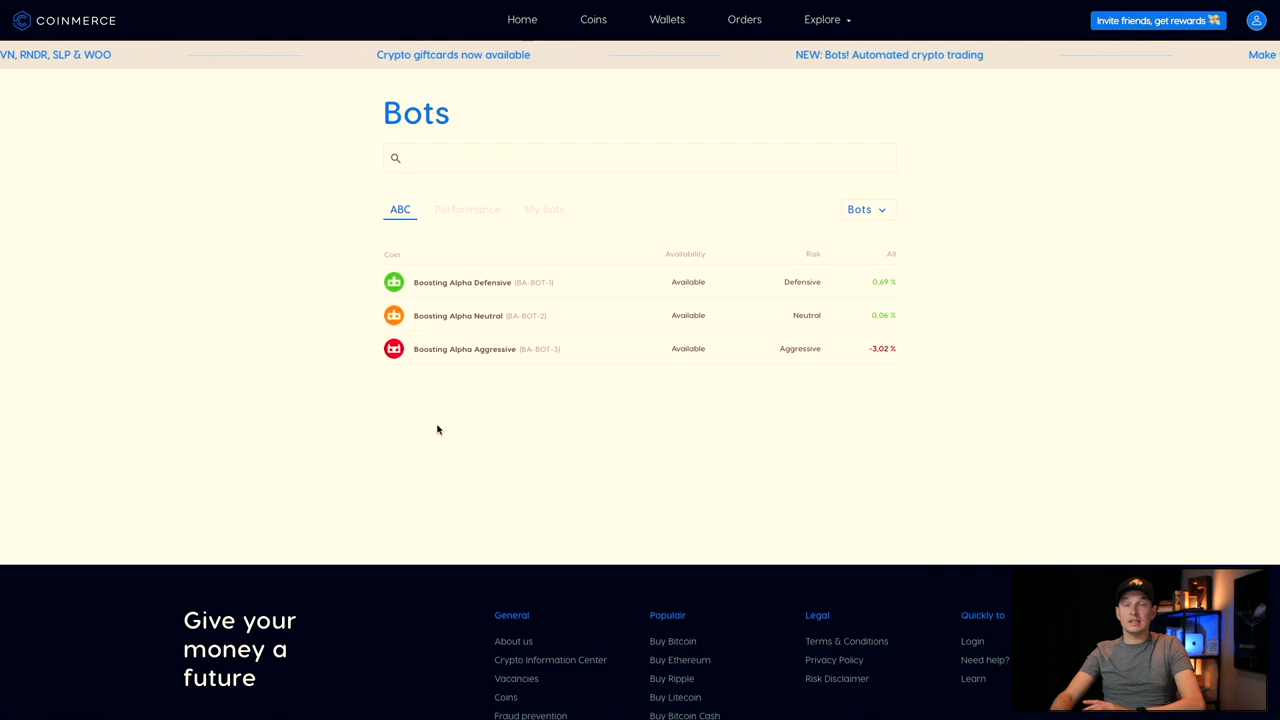 COINMERCE
Home Coins Wallets Orders Explore
Invite friends, get rewards 💸
VN, RNDR, SLP & WOO Crypto giftcards now available NEW: Bots! Automated crypto trading Make
Bots
ABC Performance My Bots Bots
Coin Availability Risk All
Boosting Alpha Defensive (BA-BOT-1) Available Defensive 0,69 %
Boosting Alpha Neutral (BA-BOT-2) Available Neutral 0,06 %
Boosting Alpha Aggressive (BA-BOT-3) Available Aggressive -3,02 %
Give your
money a
future
General
About us
Crypto Information Center
Vacancies
Coins
Fraud prevention
Populair
Buy Bitcoin
Buy Ethereum
Buy Ripple
Buy Litecoin
Buy Bitcoin Cash
Legal
Terms & Conditions
Privacy Policy
Risk Disclaimer
Quickly to
Login
Need help?
Learn